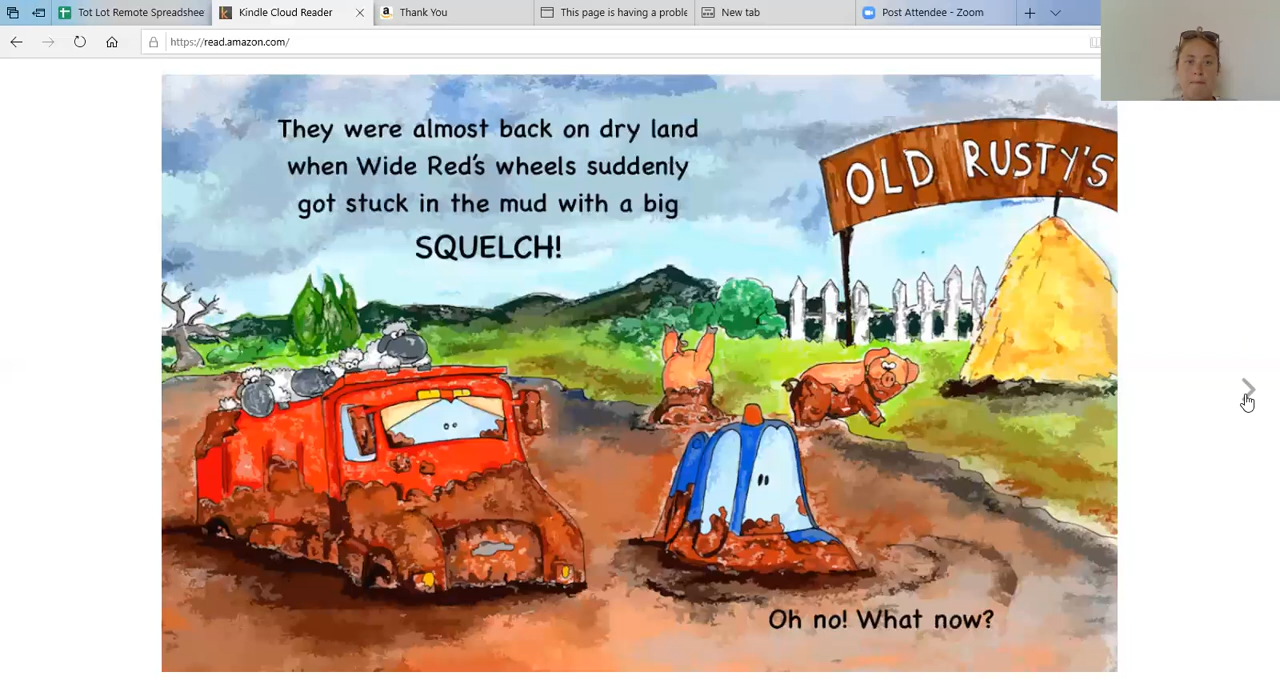 Tot Lot Remote Spreadshee
Kindle Cloud Reader
Thank You
This page is having a proble
New tab
Post Attendee - Zoom
https://read.amazon.com/
They were almost back on dry land
when Wide Red's wheels suddenly
got stuck in the mud with a big
SQUELCH!
OLD RUSTY'S
Oh no! What now?